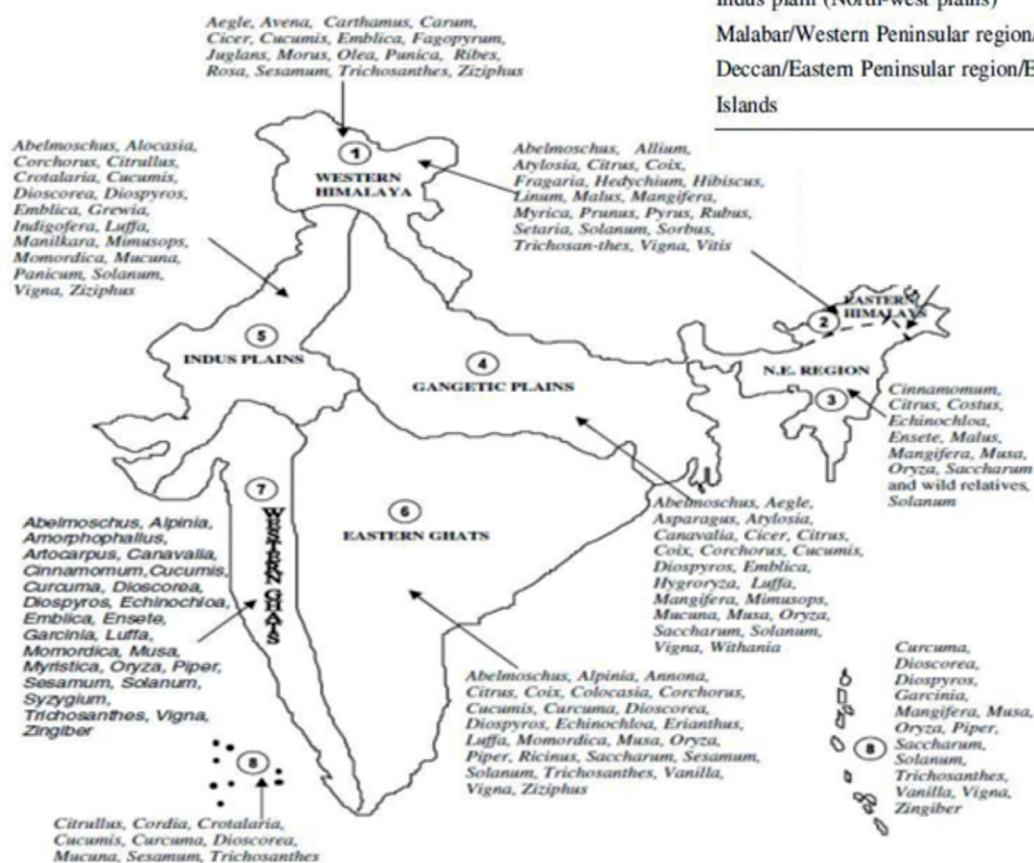 Indus plain (North-west plains)
Malabar/Western Peninsular region/
Deccan/Eastern Peninsular region/E
Islands
Aegle, Avena, Carthamus, Carum,
Cicer, Cucumis, Emblica, Fagopyrum,
Juglans, Morus, Olea, Punica, Ribes,
Rosa, Sesamum, Trichosanthes, Ziziphus
Abelmoschus, Alocasia,
Corchorus, Citrullus,
Crotalaria, Cucumis,
Dioscorea, Diospyros,
Emblica, Grewia,
Indigofera, Luffa,
Manilkara, Mimusops,
Momordica, Mucuna,
Panicum, Solanum,
Vigna, Ziziphus
1
WESTERN
HIMALAYA
Abelmoschus, Allium,
Atylosia, Citrus, Coix,
Fragaria, Hedychium, Hibiscus,
Linum, Malus, Mangifera,
Myrica, Prunus, Pyrus, Rubus,
Setaria, Solanum, Sorbus,
Trichosan-thes, Vigna, Vitis
EASTERN
HIMALAYS
2
5
INDUS PLAINS
4
GANGETIC PLAINS
N.E. REGION
3
Cinnamomum,
Citrus, Costus,
Echinochloa,
Ensete, Malus,
Mangifera, Musa,
Oryza, Saccharum
and wild relatives,
Solanum
7
WESTERN GHATS
6
EASTERN GHATS
Abelmoschus, Alpinia,
Amorphophallus,
Artocarpus, Canavalia,
Cinnamomum,Cucumis,
Curcuma, Dioscorea,
Diospyros, Echinochloa,
Emblica, Ensete,
Garcinia, Luffa,
Momordica, Musa,
Myristica, Oryza, Piper,
Sesamum, Solanum,
Syzygium,
Trichosanthes, Vigna,
Zingiber
Abelmoschus, Aegle,
Asparagus, Atylosia,
Canavalia, Cicer, Citrus,
Coix, Corchorus, Cucumis,
Diospyros, Emblica,
Hygroryza, Luffa,
Mangifera, Mimusops,
Mucuna, Musa, Oryza,
Saccharum, Solanum,
Vigna, Withania
Abelmoschus, Alpinia, Annona,
Citrus, Coix, Colocasia, Corchorus,
Cucumis, Curcuma, Dioscorea,
Diospyros, Echinochloa, Erianthus,
Luffa, Momordica, Musa, Oryza,
Piper, Ricinus, Saccharum, Sesamum,
Solanum, Trichosanthes, Vanilla,
Vigna, Ziziphus
Curcuma,
Dioscorea,
Diospyros,
Garcinia,
Mangifera, Musa,
Oryza, Piper,
Saccharum,
Solanum,
Trichosanthes,
Vanilla, Vigna,
Zingiber
8
8
Citrullus, Cordia, Crotalaria,
Cucumis, Curcuma, Dioscorea,
Mucuna, Sesamum, Trichosanthes